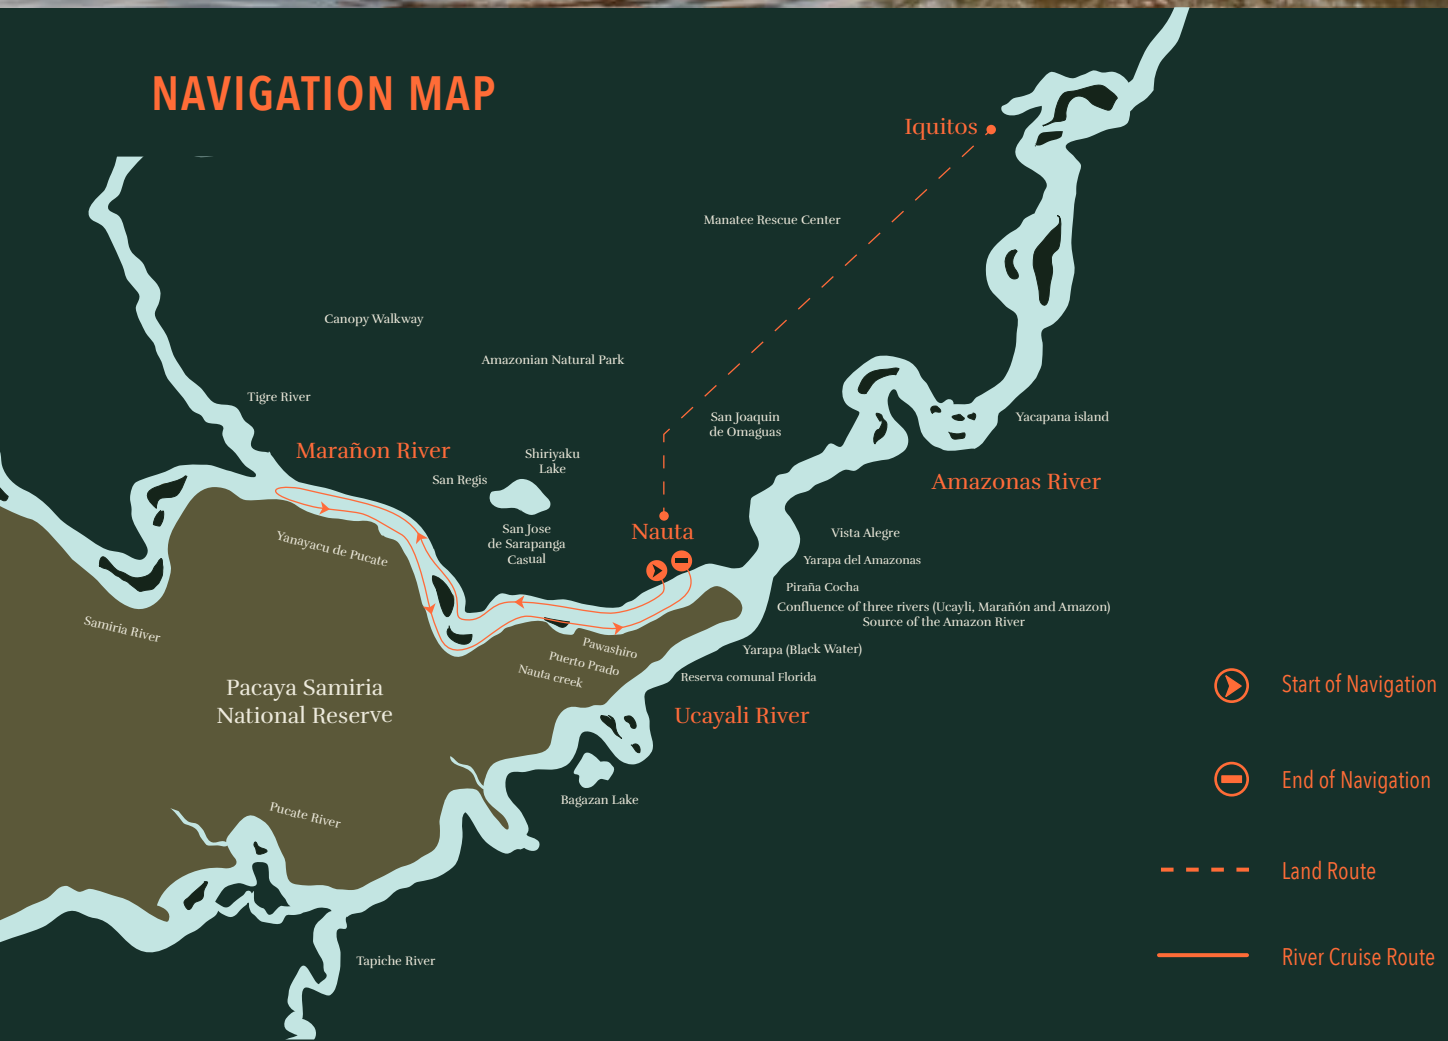 NAVIGATION MAP
Iquitos
Manatee Rescue Center
Canopy Walkway
Amazonian Natural Park
Tigre River
San Joaquin
de Omaguas
Yacapana island
Marañon River
Shiriyaku
Lake
San Regis
Amazonas River
San Jose
de Sarapanga
Casual
Nauta
Vista Alegre
Yanayacu de Pucate
Yarapa del Amazonas
Piraña Cocha
Confluence of three rivers (Ucayli, Marañón and Amazon)
Source of the Amazon River
Samiria River
Pawashiro
Puerto Prado
Nauta creek
Yarapa (Black Water)
Reserva comunal Florida
Pacaya Samiria
National Reserve
Ucayali River
Start of Navigation
End of Navigation
Bagazan Lake
Pucate River
Land Route
River Cruise Route
Tapiche River